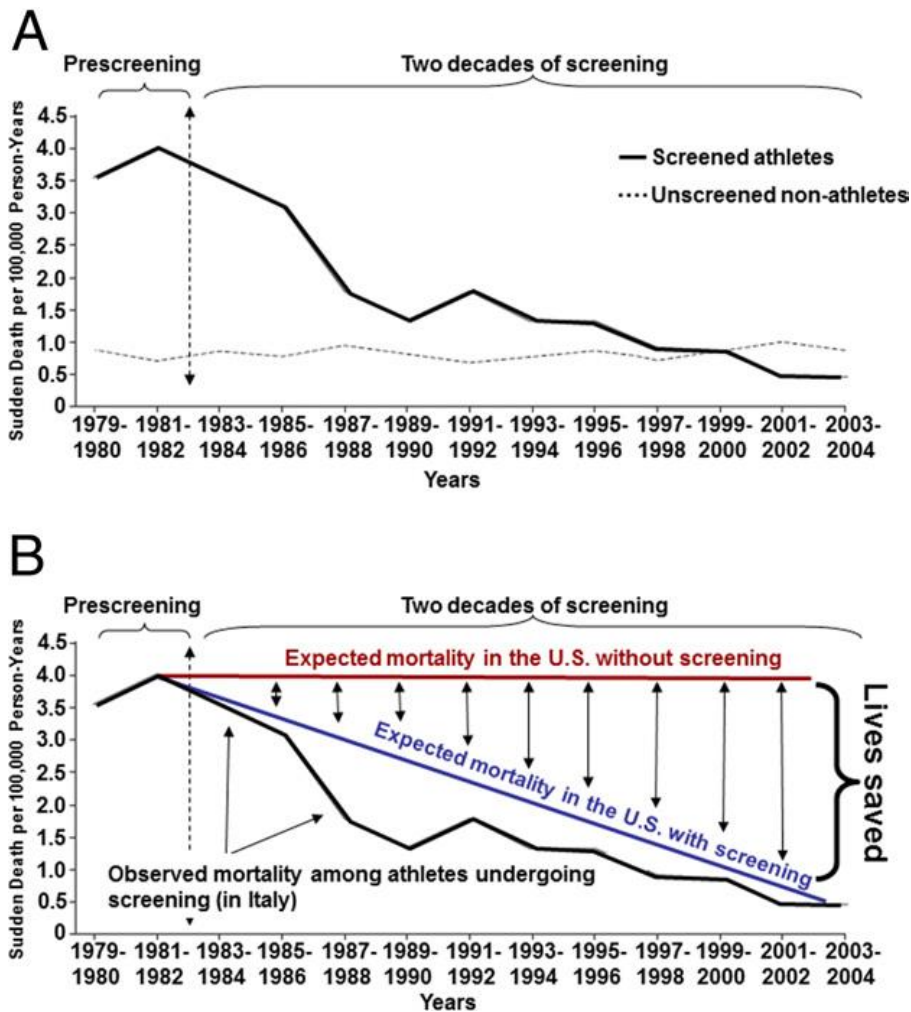 A
Prescreening Two decades of screening
Sudden Death per 100,000 Person-Years
4.5
4.0
3.5
3.0
2.5
2.0
1.5
1.0
0.5
0
Screened athletes
Unscreened non-athletes
1979- 1981- 1983- 1985- 1987- 1989- 1991- 1993- 1995- 1997- 1999- 2001- 2003-
1980 1982 1984 1986 1988 1990 1992 1994 1996 1998 2000 2002 2004
Years
B
Prescreening Two decades of screening
Sudden Death per 100,000 Person-Years
4.5
4.0
3.5
3.0
2.5
2.0
1.5
1.0
0.5
0
Expected mortality in the U.S. without screening
Expected mortality in the U.S. with screening
Lives saved
Observed mortality among athletes undergoing
screening (in Italy)
1979- 1981- 1983- 1985- 1987- 1989- 1991- 1993- 1995- 1997- 1999- 2001- 2003-
1980 1982 1984 1986 1988 1990 1992 1994 1996 1998 2000 2002 2004
Years